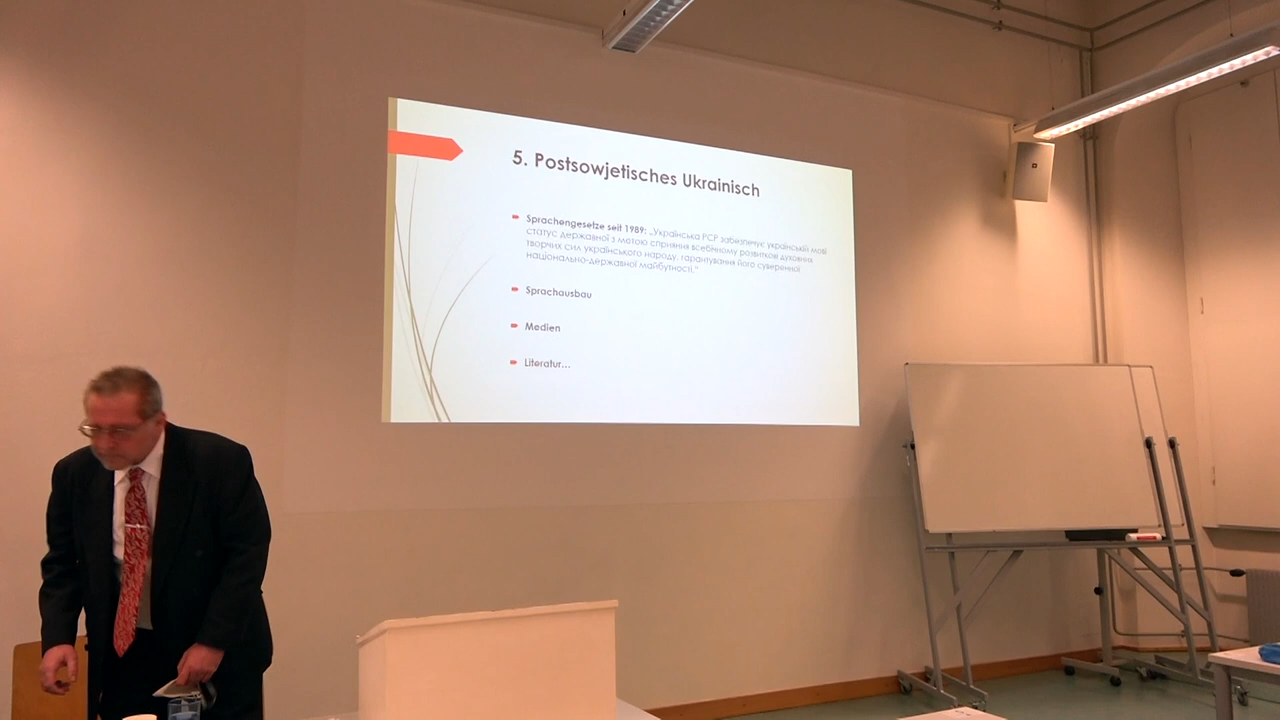 5. Postsowjetisches Ukrainisch
Sprachengesetze seit 1989: „Українська РСР забезпечує українській мові
статус державної з метою сприяння всебічному розвиткові духовних
творчих сил українського народу, гарантування його суверенної
національно-державної майбутності.“
Sprachausbau
Medien
Literatur…